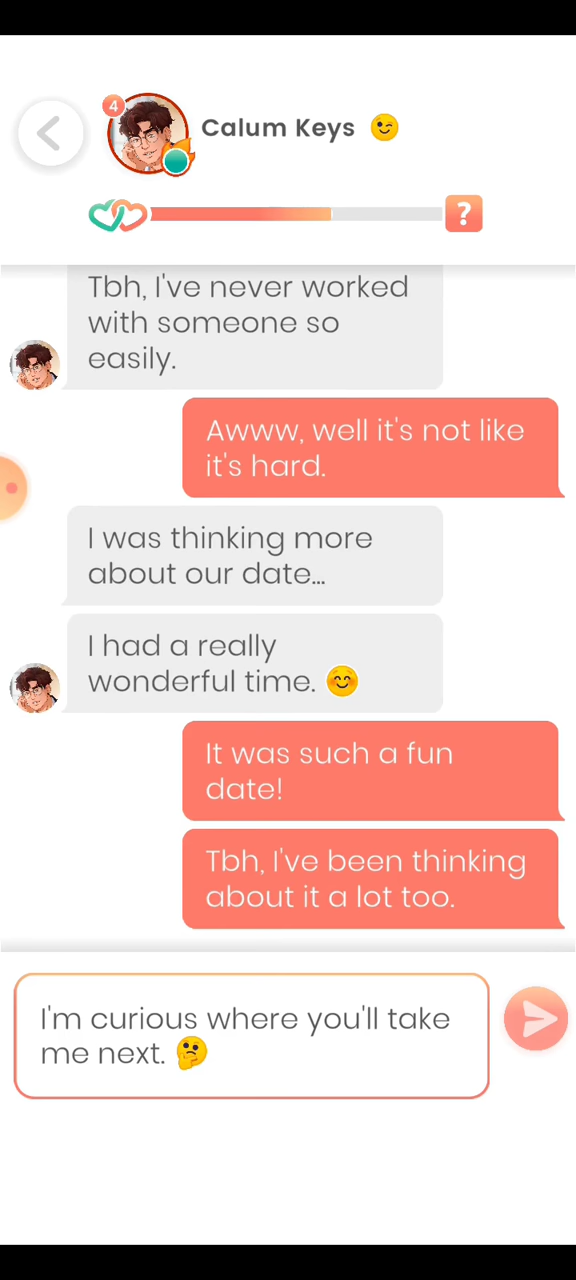 4
Calum Keys 😉
?
Tbh, I've never worked
with someone so
easily.
Awww, well it's not like
it's hard.
I was thinking more
about our date...
I had a really
wonderful time. 😊
It was such a fun
date!
Tbh, I've been thinking
about it a lot too.
I'm curious where you'll take
me next. 🤔